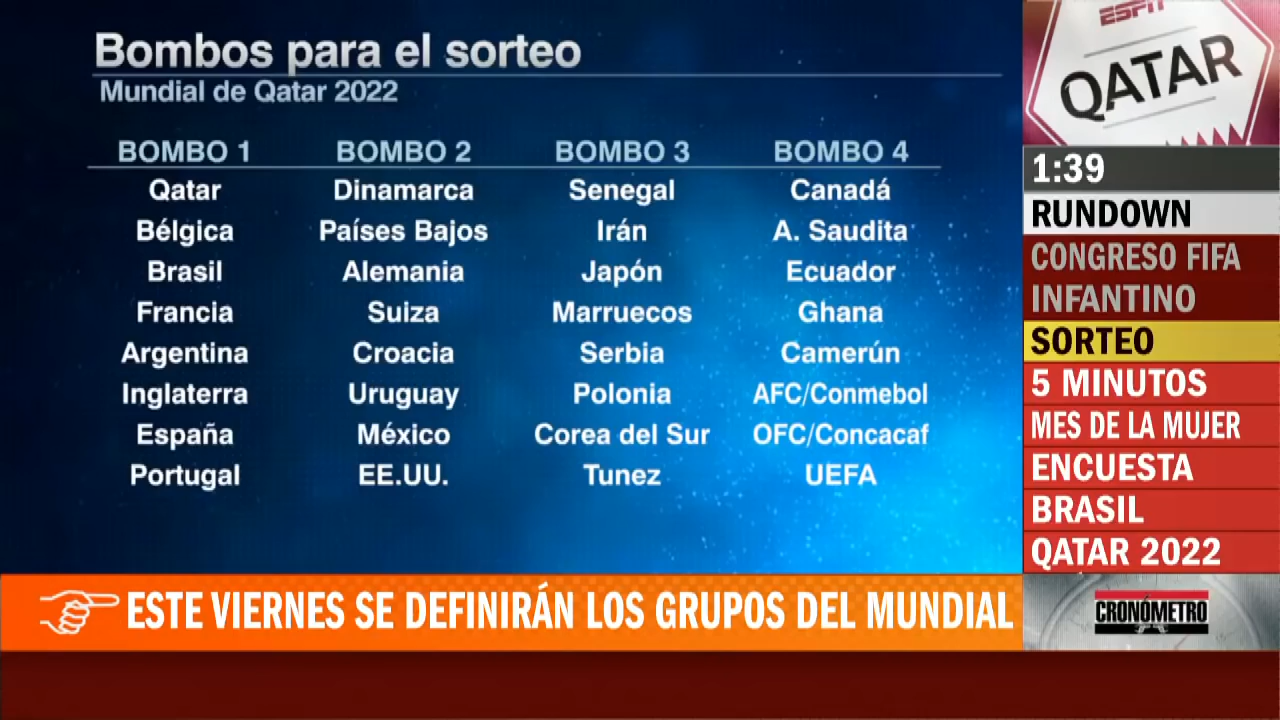 Bombos para el sorteo
Mundial de Qatar 2022
BOMBO 1 BOMBO 2 BOMBO 3 BOMBO 4
Qatar Dinamarca Senegal Canadá
Bélgica Países Bajos Irán A. Saudita
Brasil Alemania Japón Ecuador
Francia Suiza Marruecos Ghana
Argentina Croacia Serbia Camerún
Inglaterra Uruguay Polonia AFC/Conmebol
España México Corea del Sur OFC/Concacaf
Portugal EE.UU. Tunez UEFA
ESPN
QATAR
1:39
RUNDOWN
CONGRESO FIFA
INFANTINO
SORTEO
5 MINUTOS
MES DE LA MUJER
ENCUESTA
BRASIL
QATAR 2022
ESTE VIERNES SE DEFINIRÁN LOS GRUPOS DEL MUNDIAL
CRONÓMETRO